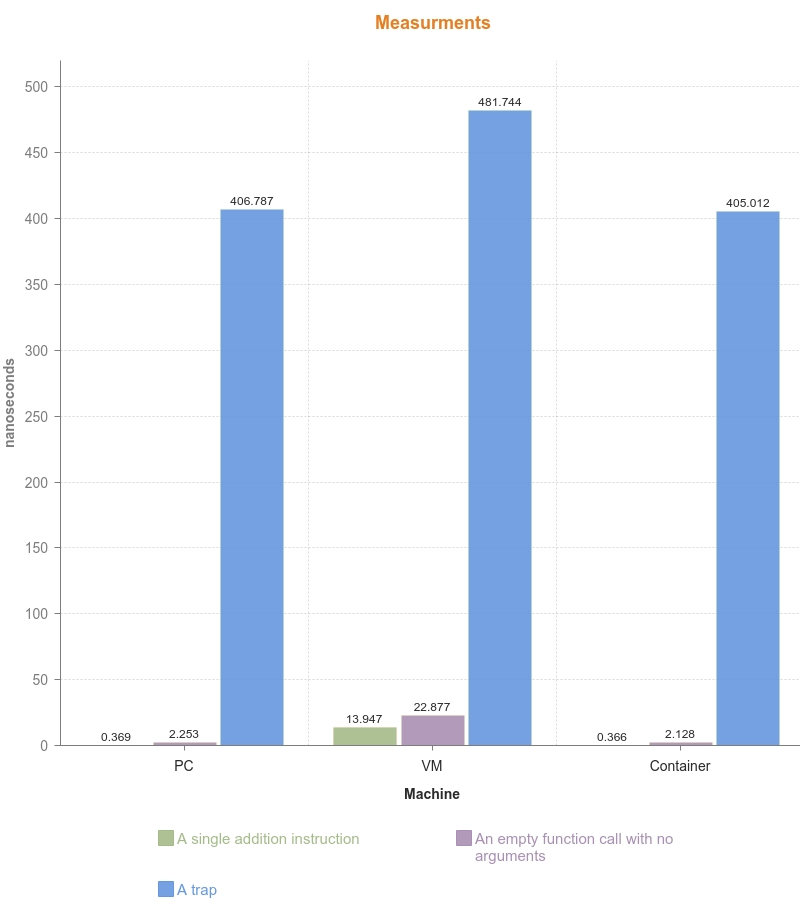 Measurments
500
450
400
350
300
250
200
150
100
50
0
nanoseconds
406.787
481.744
405.012
0.369
2.253
13.947
22.877
0.366
2.128
PC
VM
Container
Machine
A single addition instruction
An empty function call with no
arguments
A trap